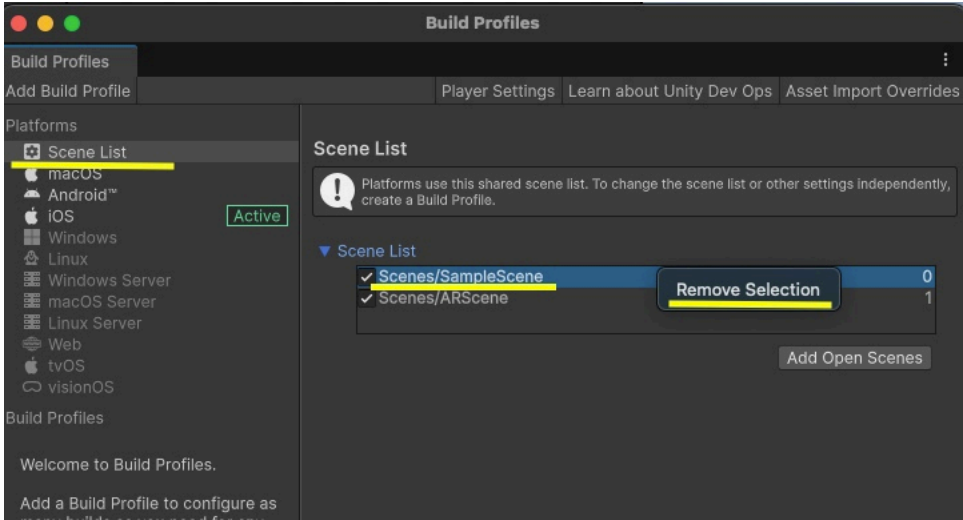 Build Profiles
Build Profiles
Add Build Profile
Player Settings
Learn about Unity Dev Ops
Asset Import Overrides
Platforms
Scene List
macOS
Android™
iOS
Active
Windows
Linux
Windows Server
macOS Server
Linux Server
Web
tvOS
visionOS
Build Profiles
Welcome to Build Profiles.
Add a Build Profile to configure as
Scene List
Platforms use this shared scene list. To change the scene list or other settings independently,
create a Build Profile.
Scene List
Scenes/SampleScene 0
Scenes/ARScene 1
Remove Selection
Add Open Scenes